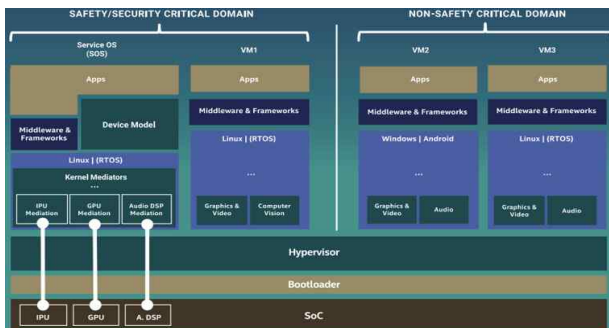 SAFETY/SECURITY CRITICAL DOMAIN
NON-SAFETY CRITICAL DOMAIN
Service OS
(SOS)
VM1
VM2
VM3
Apps
Apps
Apps
Apps
Device Model
Middleware &
Frameworks
Middleware & Frameworks
Middleware & Frameworks
Middleware & Frameworks
Linux | (RTOS)
Linux | (RTOS)
Windows | Android
Linux | (RTOS)
Kernel Mediators
...
...
...
...
IPU
Mediation
GPU
Mediation
Audio DSP
Mediation
Graphics &
Video
Computer
Vision
Graphics &
Video
Audio
Graphics &
Video
Audio
Hypervisor
Bootloader
IPU
GPU
A. DSP
SoC